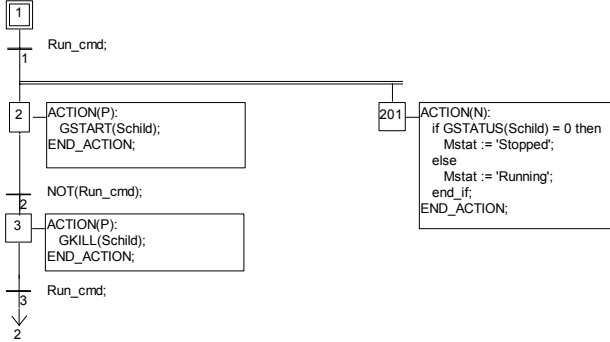 1
Run_cmd;
1
2
ACTION(P):
GSTART(Schild);
END_ACTION;
201
ACTION(N):
if GSTATUS(Schild) = 0 then
Mstat := 'Stopped';
else
Mstat := 'Running';
end_if;
END_ACTION;
NOT(Run_cmd);
2
3
ACTION(P):
GKILL(Schild);
END_ACTION;
Run_cmd;
3
2